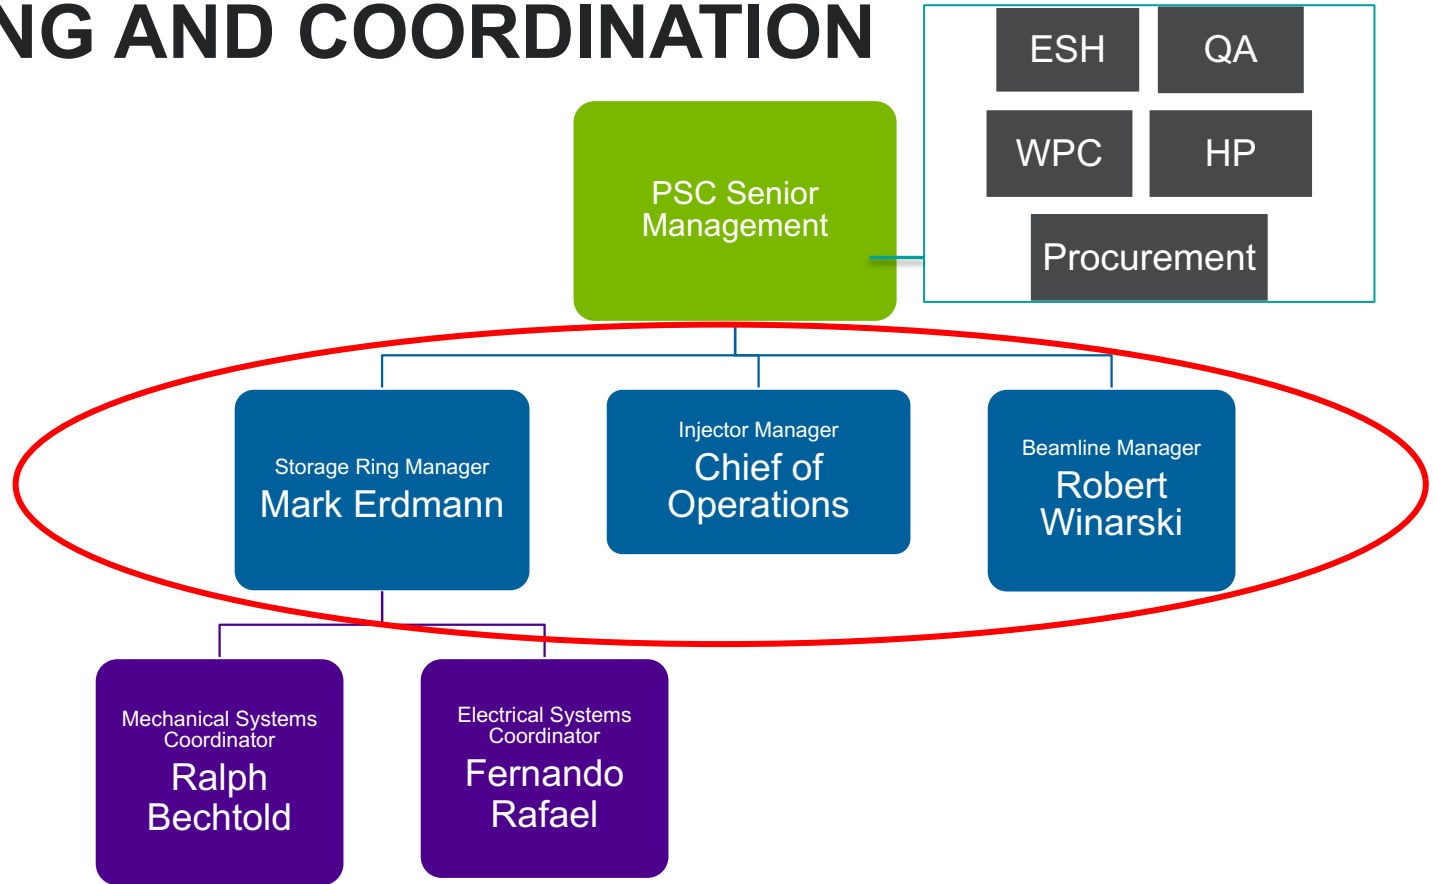 NG AND COORDINATION
ESH
QA
WPC
HP
Procurement
PSC Senior
Management
Storage Ring Manager
Mark Erdmann
Injector Manager
Chief of
Operations
Beamline Manager
Robert
Winarski
Mechanical Systems
Coordinator
Ralph
Bechtold
Electrical Systems
Coordinator
Fernando
Rafael